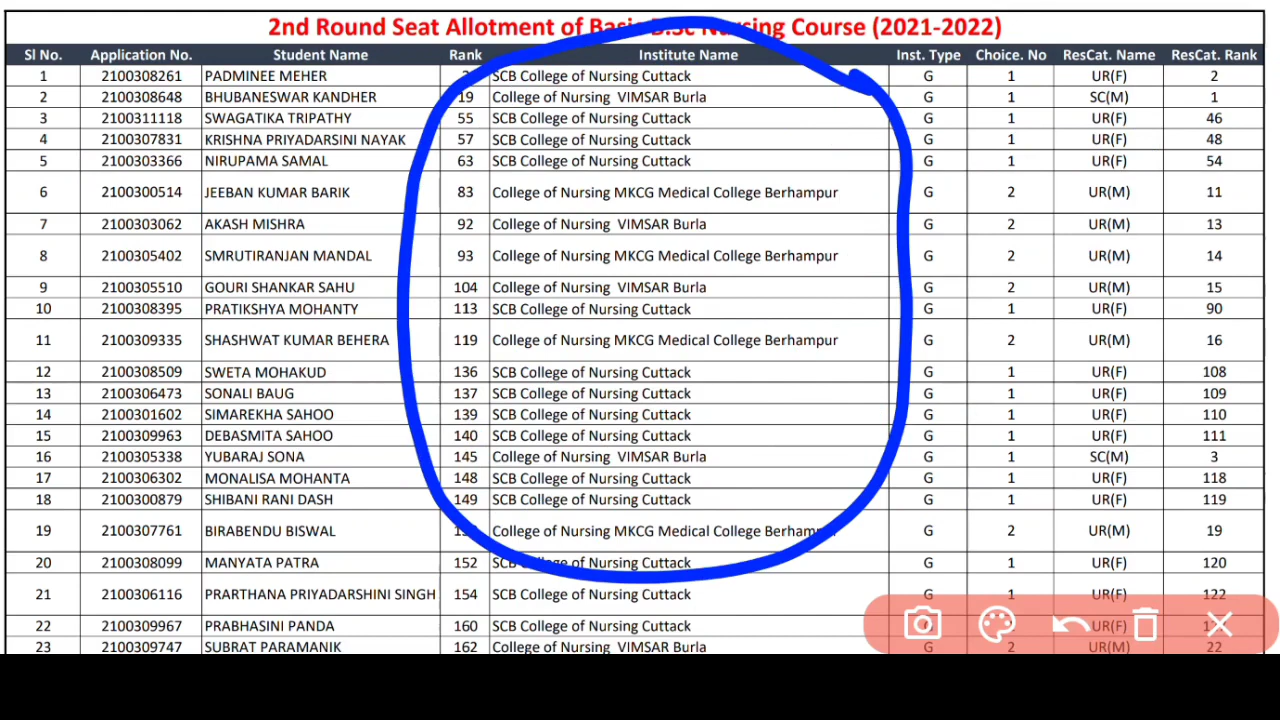 2nd Round Seat Allotment of Basic B.Sc Nursing Course (2021-2022)
Sl No. Application No. Student Name Rank Institute Name Inst. Type Choice. No ResCat. Name ResCat. Rank
1 2100308261 PADMINEE MEHER SCB College of Nursing Cuttack G 1 UR(F) 2
2 2100308648 BHUBANESWAR KANDHER 19 College of Nursing VIMSAR Burla G 1 SC(M) 1
3 2100311118 SWAGATIKA TRIPATHY 55 SCB College of Nursing Cuttack G 1 UR(F) 46
4 2100307831 KRISHNA PRIYADARSINI NAYAK 57 SCB College of Nursing Cuttack G 1 UR(F) 48
5 2100303366 NIRUPAMA SAMAL 63 SCB College of Nursing Cuttack G 1 UR(F) 54
6 2100300514 JEEBAN KUMAR BARIK 83 College of Nursing MKCG Medical College Berhampur G 2 UR(M) 11
7 2100303062 AKASH MISHRA 92 College of Nursing VIMSAR Burla G 2 UR(M) 13
8 2100305402 SMRUTIRANJAN MANDAL 93 College of Nursing MKCG Medical College Berhampur G 2 UR(M) 14
9 2100305510 GOURI SHANKAR SAHU 104 College of Nursing VIMSAR Burla G 2 UR(M) 15
10 2100308395 PRATIKSHYA MOHANTY 113 SCB College of Nursing Cuttack G 1 UR(F) 90
11 2100309335 SHASHWAT KUMAR BEHERA 119 College of Nursing MKCG Medical College Berhampur G 2 UR(M) 16
12 2100308509 SWETA MOHAKUD 136 SCB College of Nursing Cuttack G 1 UR(F) 108
13 2100306473 SONALI BAUG 137 SCB College of Nursing Cuttack G 1 UR(F) 109
14 2100301602 SIMAREKHA SAHOO 139 SCB College of Nursing Cuttack G 1 UR(F) 110
15 2100309963 DEBASMITA SAHOO 140 SCB College of Nursing Cuttack G 1 UR(F) 111
16 2100305338 YUBARAJ SONA 145 College of Nursing VIMSAR Burla G 1 SC(M) 3
17 2100306302 MONALISA MOHANTA 148 SCB College of Nursing Cuttack G 1 UR(F) 118
18 2100300879 SHIBANI RANI DASH 149 SCB College of Nursing Cuttack G 1 UR(F) 119
19 2100307761 BIRABENDU BISWAL College of Nursing MKCG Medical College Berhampur G 2 UR(M) 19
20 2100308099 MANYATA PATRA 152 SCB College of Nursing Cuttack G 1 UR(F) 120
21 2100306116 PRARTHANA PRIYADARSHINI SINGH 154 SCB College of Nursing Cuttack G 1 UR(F) 122
22 2100309967 PRABHASINI PANDA 160 SCB College of Nursing Cuttack UR(F)
23 2100309747 SUBRAT PARAMANIK 162 College of Nursing VIMSAR Burla G 2 UR(M) 22